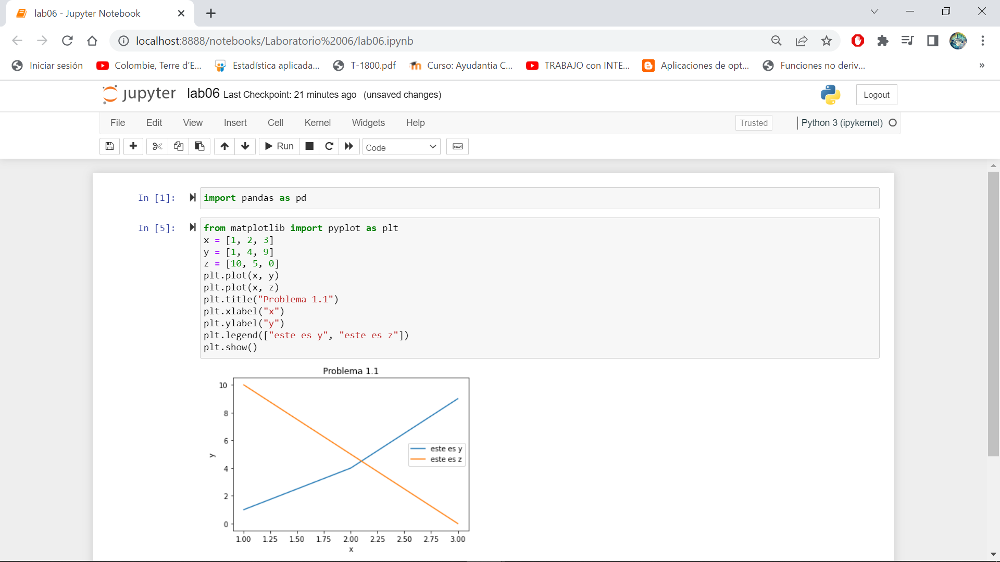 lab06 - Jupyter Notebook
localhost:8888/notebooks/Laboratorio%2006/lab06.ipynb
Iniciar sesión Colombie, Terre d'E... Estadística aplicada... T-1800.pdf Curso: Ayudantia C... TRABAJO con INTE... Aplicaciones de opt... Funciones no deriv... »
jupyter lab06 Last Checkpoint: 21 minutes ago (unsaved changes) Logout
File Edit View Insert Cell Kernel Widgets Help Trusted Python 3 (ipykernel)
Run Code
In [1]: import pandas as pd
In [5]: from matplotlib import pyplot as plt
x = [1, 2, 3]
y = [1, 4, 9]
z = [10, 5, 0]
plt.plot(x, y)
plt.plot(x, z)
plt.title("Problema 1.1")
plt.xlabel("x")
plt.ylabel("y")
plt.legend(["este es y", "este es z"])
plt.show()
Problema 1.1
10
8
6
y
este es y
este es z
4
2
0
1.00 1.25 1.50 1.75 2.00 2.25 2.50 2.75 3.00
x